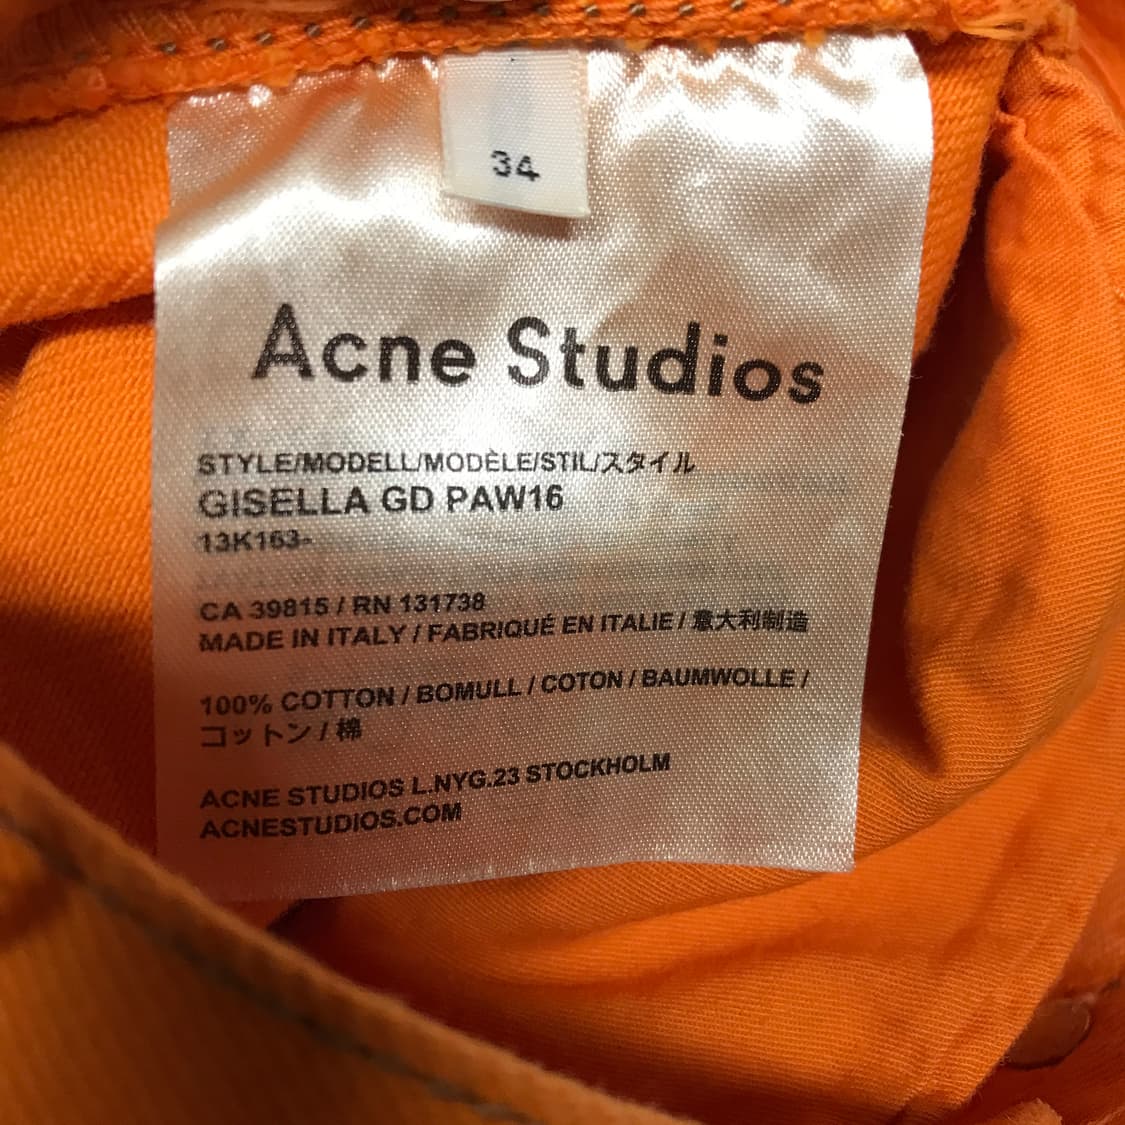 34
Acne Studios
STYLE/MODELL/MODÈLE/STIL/スタイル
GISELLA GD PAW16
13K163-
CA 39815 / RN 131738
MADE IN ITALY / FABRIQUÉ EN ITALIE / 意大利制造
100% COTTON / BOMULL / COTON / BAUMWOLLE /
コットン / 棉
ACNE STUDIOS L.NYG.23 STOCKHOLM
ACNESTUDIOS.COM